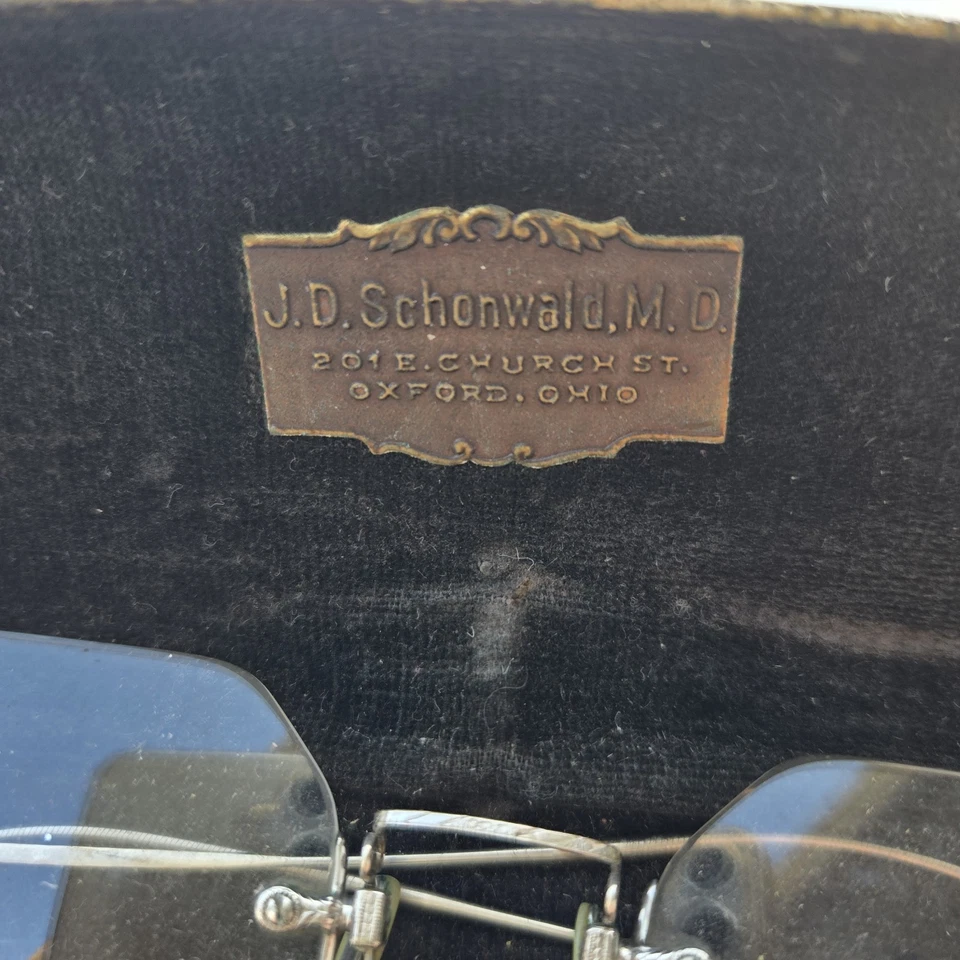 J.D. Schonwald, M.D.
201 E. CHURCH ST.
OXFORD, OHIO